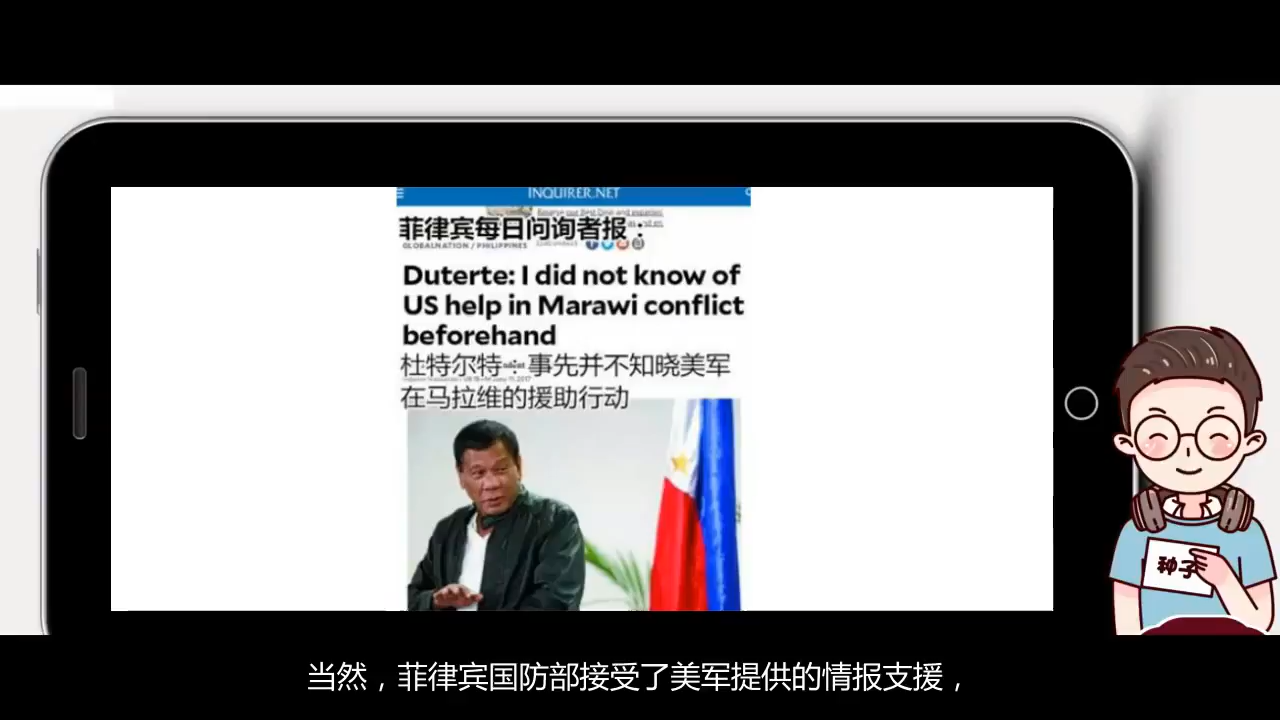 INQUIRER.NET
菲律宾每日问询者报：
GLOBALNATION / PHILIPPINES
Duterte: I did not know of
US help in Marawi conflict
beforehand
杜特尔特：事先并不知晓美军
在马拉维的援助行动
种子
当然，菲律宾国防部接受了美军提供的情报支援，